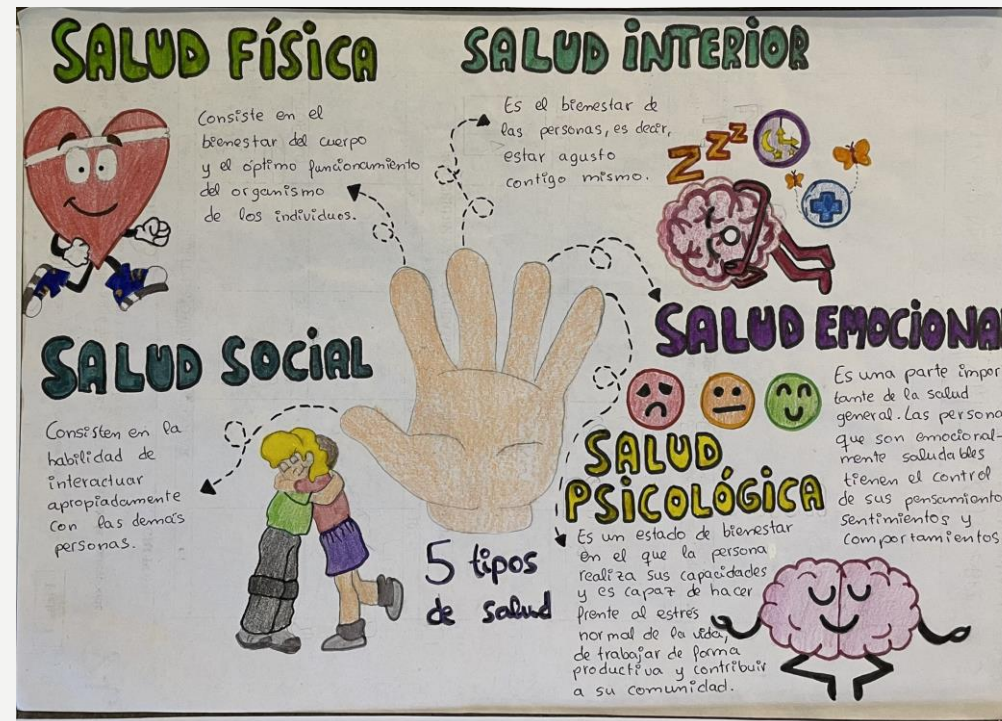 SALUD FÍSICA
Consiste en el
bienestar del cuerpo
y el óptimo funcionamiento
del organismo
de los individuos.
SALUD INTERIOR
Es el bienestar de
las personas, es decir,
estar agusto
contigo mismo.
ZZZ
SALUD SOCIAL
Consisten en la
habilidad de
interactuar
apropiadamente
con las demás
personas.
SALUD EMOCIONA
Es una parte impor
tante de la salud
general. Las persona
que son emocional-
mente saludables
tienen el control
de sus pensamiento
sentimientos y
comportamientos
5 tipos
de salud
SALUD
PSICOLÓGICA
Es un estado de bienestar
en el que la persona
realiza sus capacidades
y es capaz de hacer
frente al estrés
normal de la vida,
de trabajar de forma
productiva y contribuir
a su comunidad.